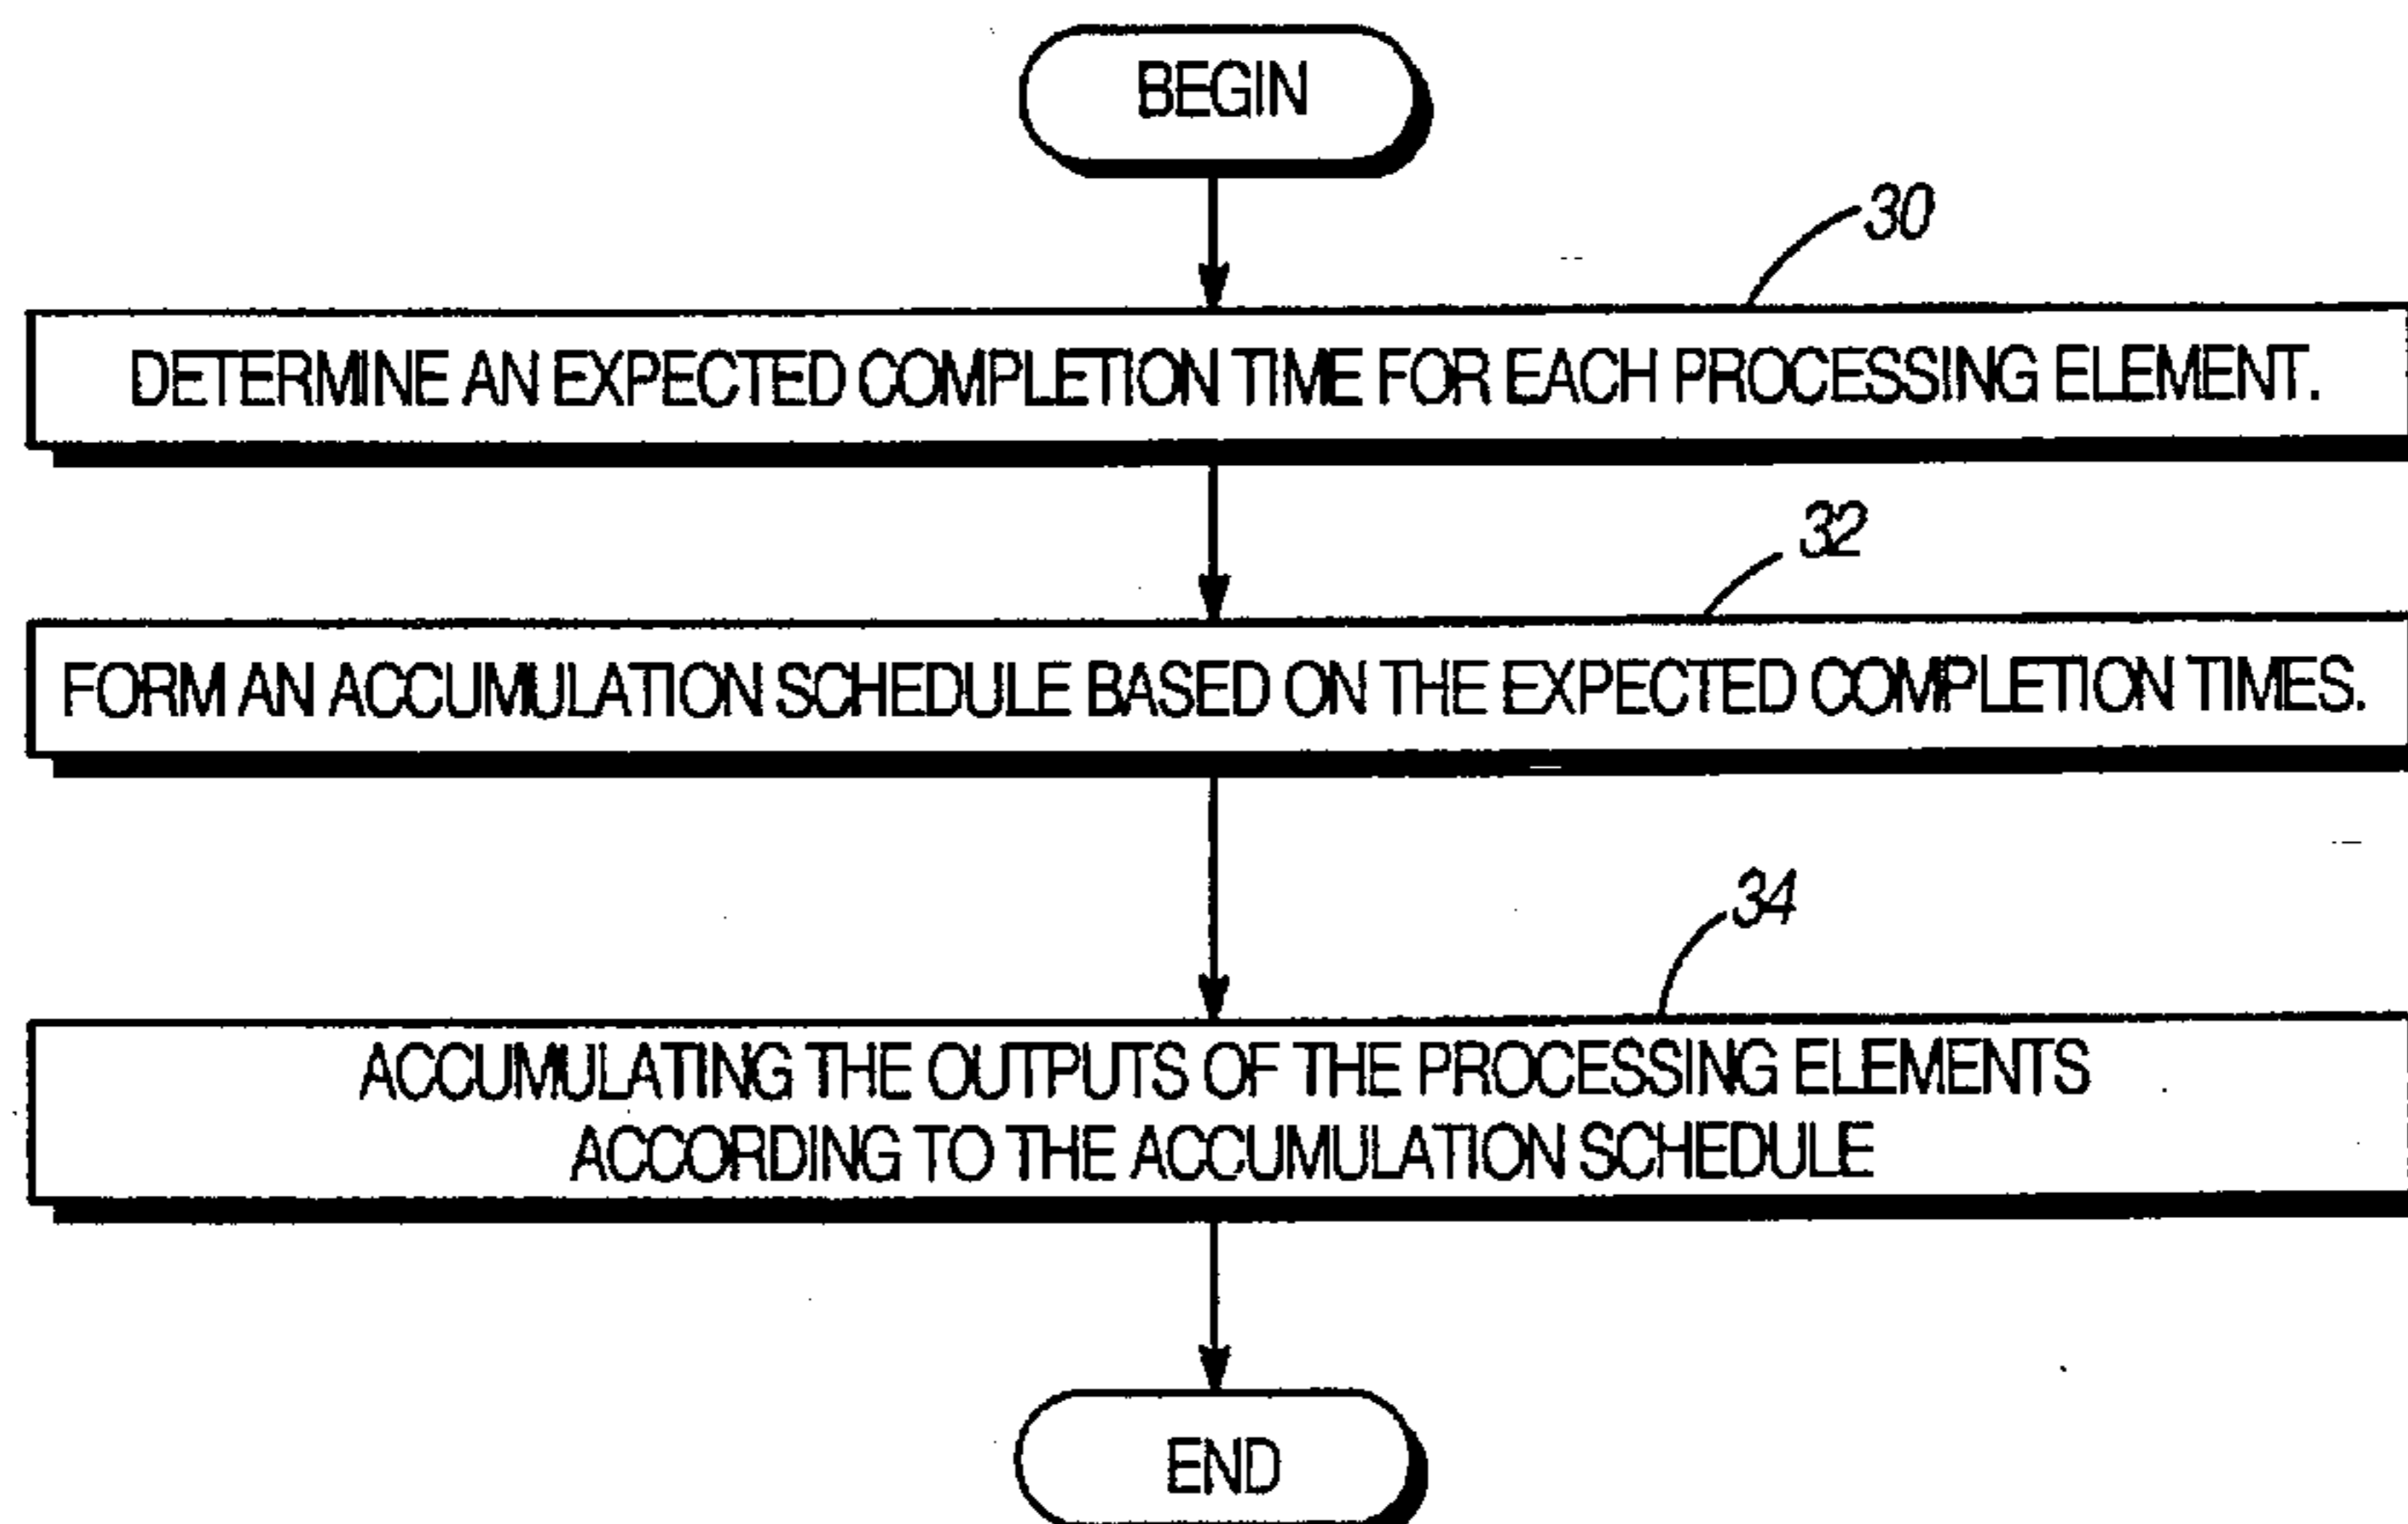 BEGIN
30
DETERMINE AN EXPECTED COMPLETION TIME FOR EACH PROCESSING ELEMENT.
32
FORM AN ACCUMULATION SCHEDULE BASED ON THE EXPECTED COMPLETION TIMES.
34
ACCUMULATING THE OUTPUTS OF THE PROCESSING ELEMENTS
ACCORDING TO THE ACCUMULATION SCHEDULE
END